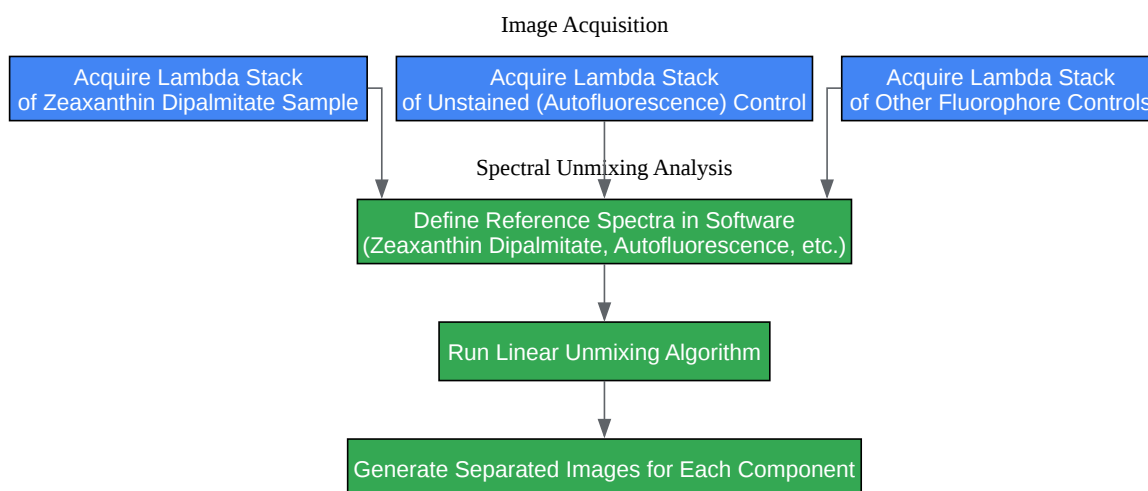 Image Acquisition
Acquire Lambda Stack
of Zeaxanthin Dipalmitate Sample
Acquire Lambda Stack
of Unstained (Autofluorescence) Control
Acquire Lambda Stack
of Other Fluorophore Controls
Spectral Unmixing Analysis
Define Reference Spectra in Software
(Zeaxanthin Dipalmitate, Autofluorescence, etc.)
Run Linear Unmixing Algorithm
Generate Separated Images for Each Component